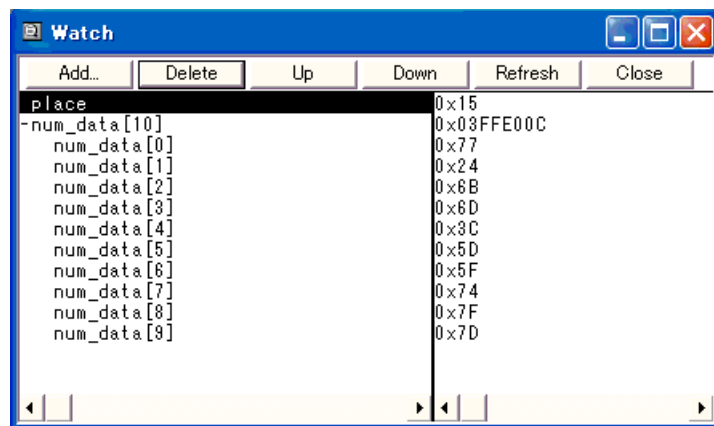 Watch
Add... Delete Up Down Refresh Close
place 0x15
-num_data[10] 0x03FFE00C
num_data[0] 0x77
num_data[1] 0x24
num_data[2] 0x6B
num_data[3] 0x6D
num_data[4] 0x3C
num_data[5] 0x5D
num_data[6] 0x5F
num_data[7] 0x74
num_data[8] 0x7F
num_data[9] 0x7D